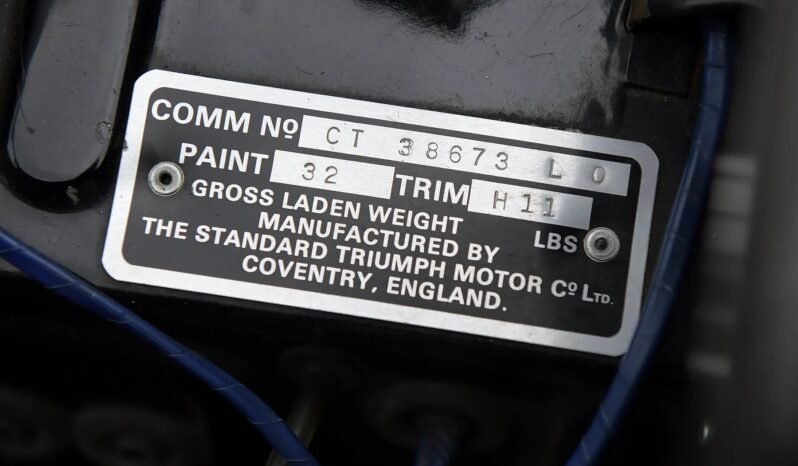 COMM Nº CT 38673 L O
PAINT 32 TRIM H11
GROSS LADEN WEIGHT LBS
MANUFACTURED BY
THE STANDARD TRIUMPH MOTOR Cº LTD.
COVENTRY, ENGLAND.